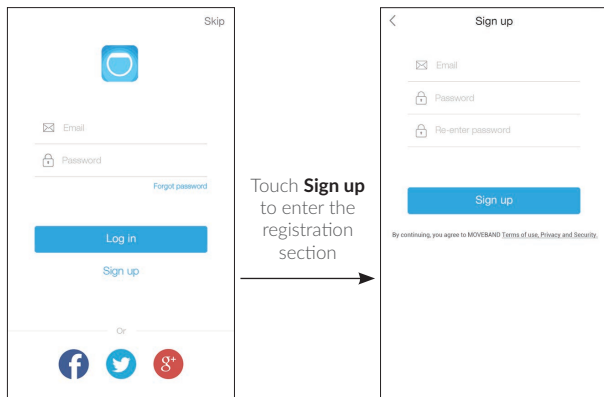 Skip
Email
Password
Forgot password
Log in
Sign up
Or
f
g+
Touch Sign up
to enter the
registration
section
Sign up
Email
Password
Re-enter password
Sign up
By continuing, you agree to MOVEBAND Terms of use, Privacy and Security.